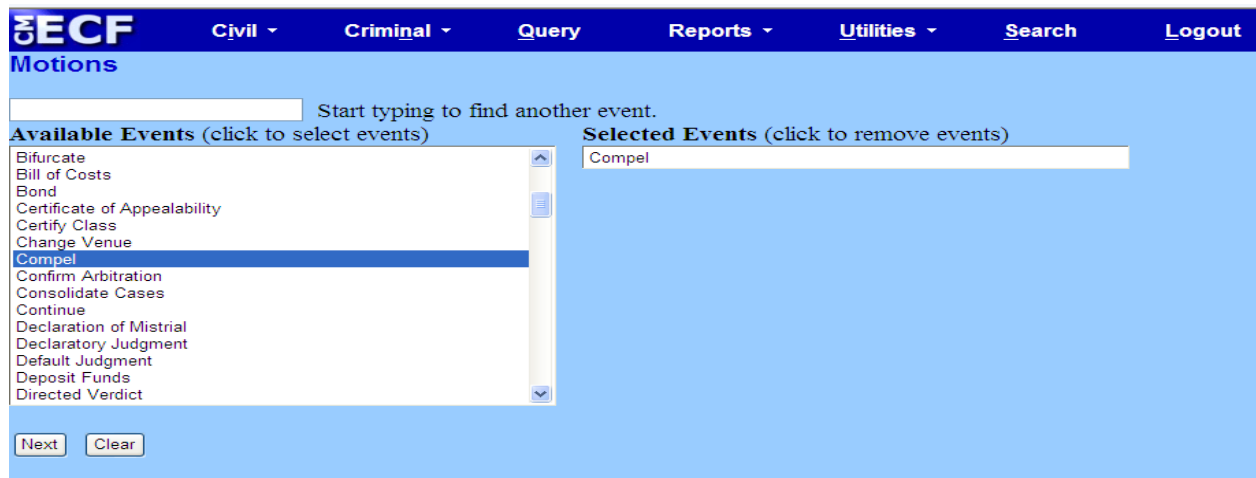 CM ECF Civil Criminal Query Reports Utilities Search Logout
Motions
Start typing to find another event.
Available Events (click to select events) Selected Events (click to remove events)
Bifurcate Compel
Bill of Costs
Bond
Certificate of Appealability
Certify Class
Change Venue
Compel
Confirm Arbitration
Consolidate Cases
Continue
Declaration of Mistrial
Declaratory Judgment
Default Judgment
Deposit Funds
Directed Verdict
Next Clear